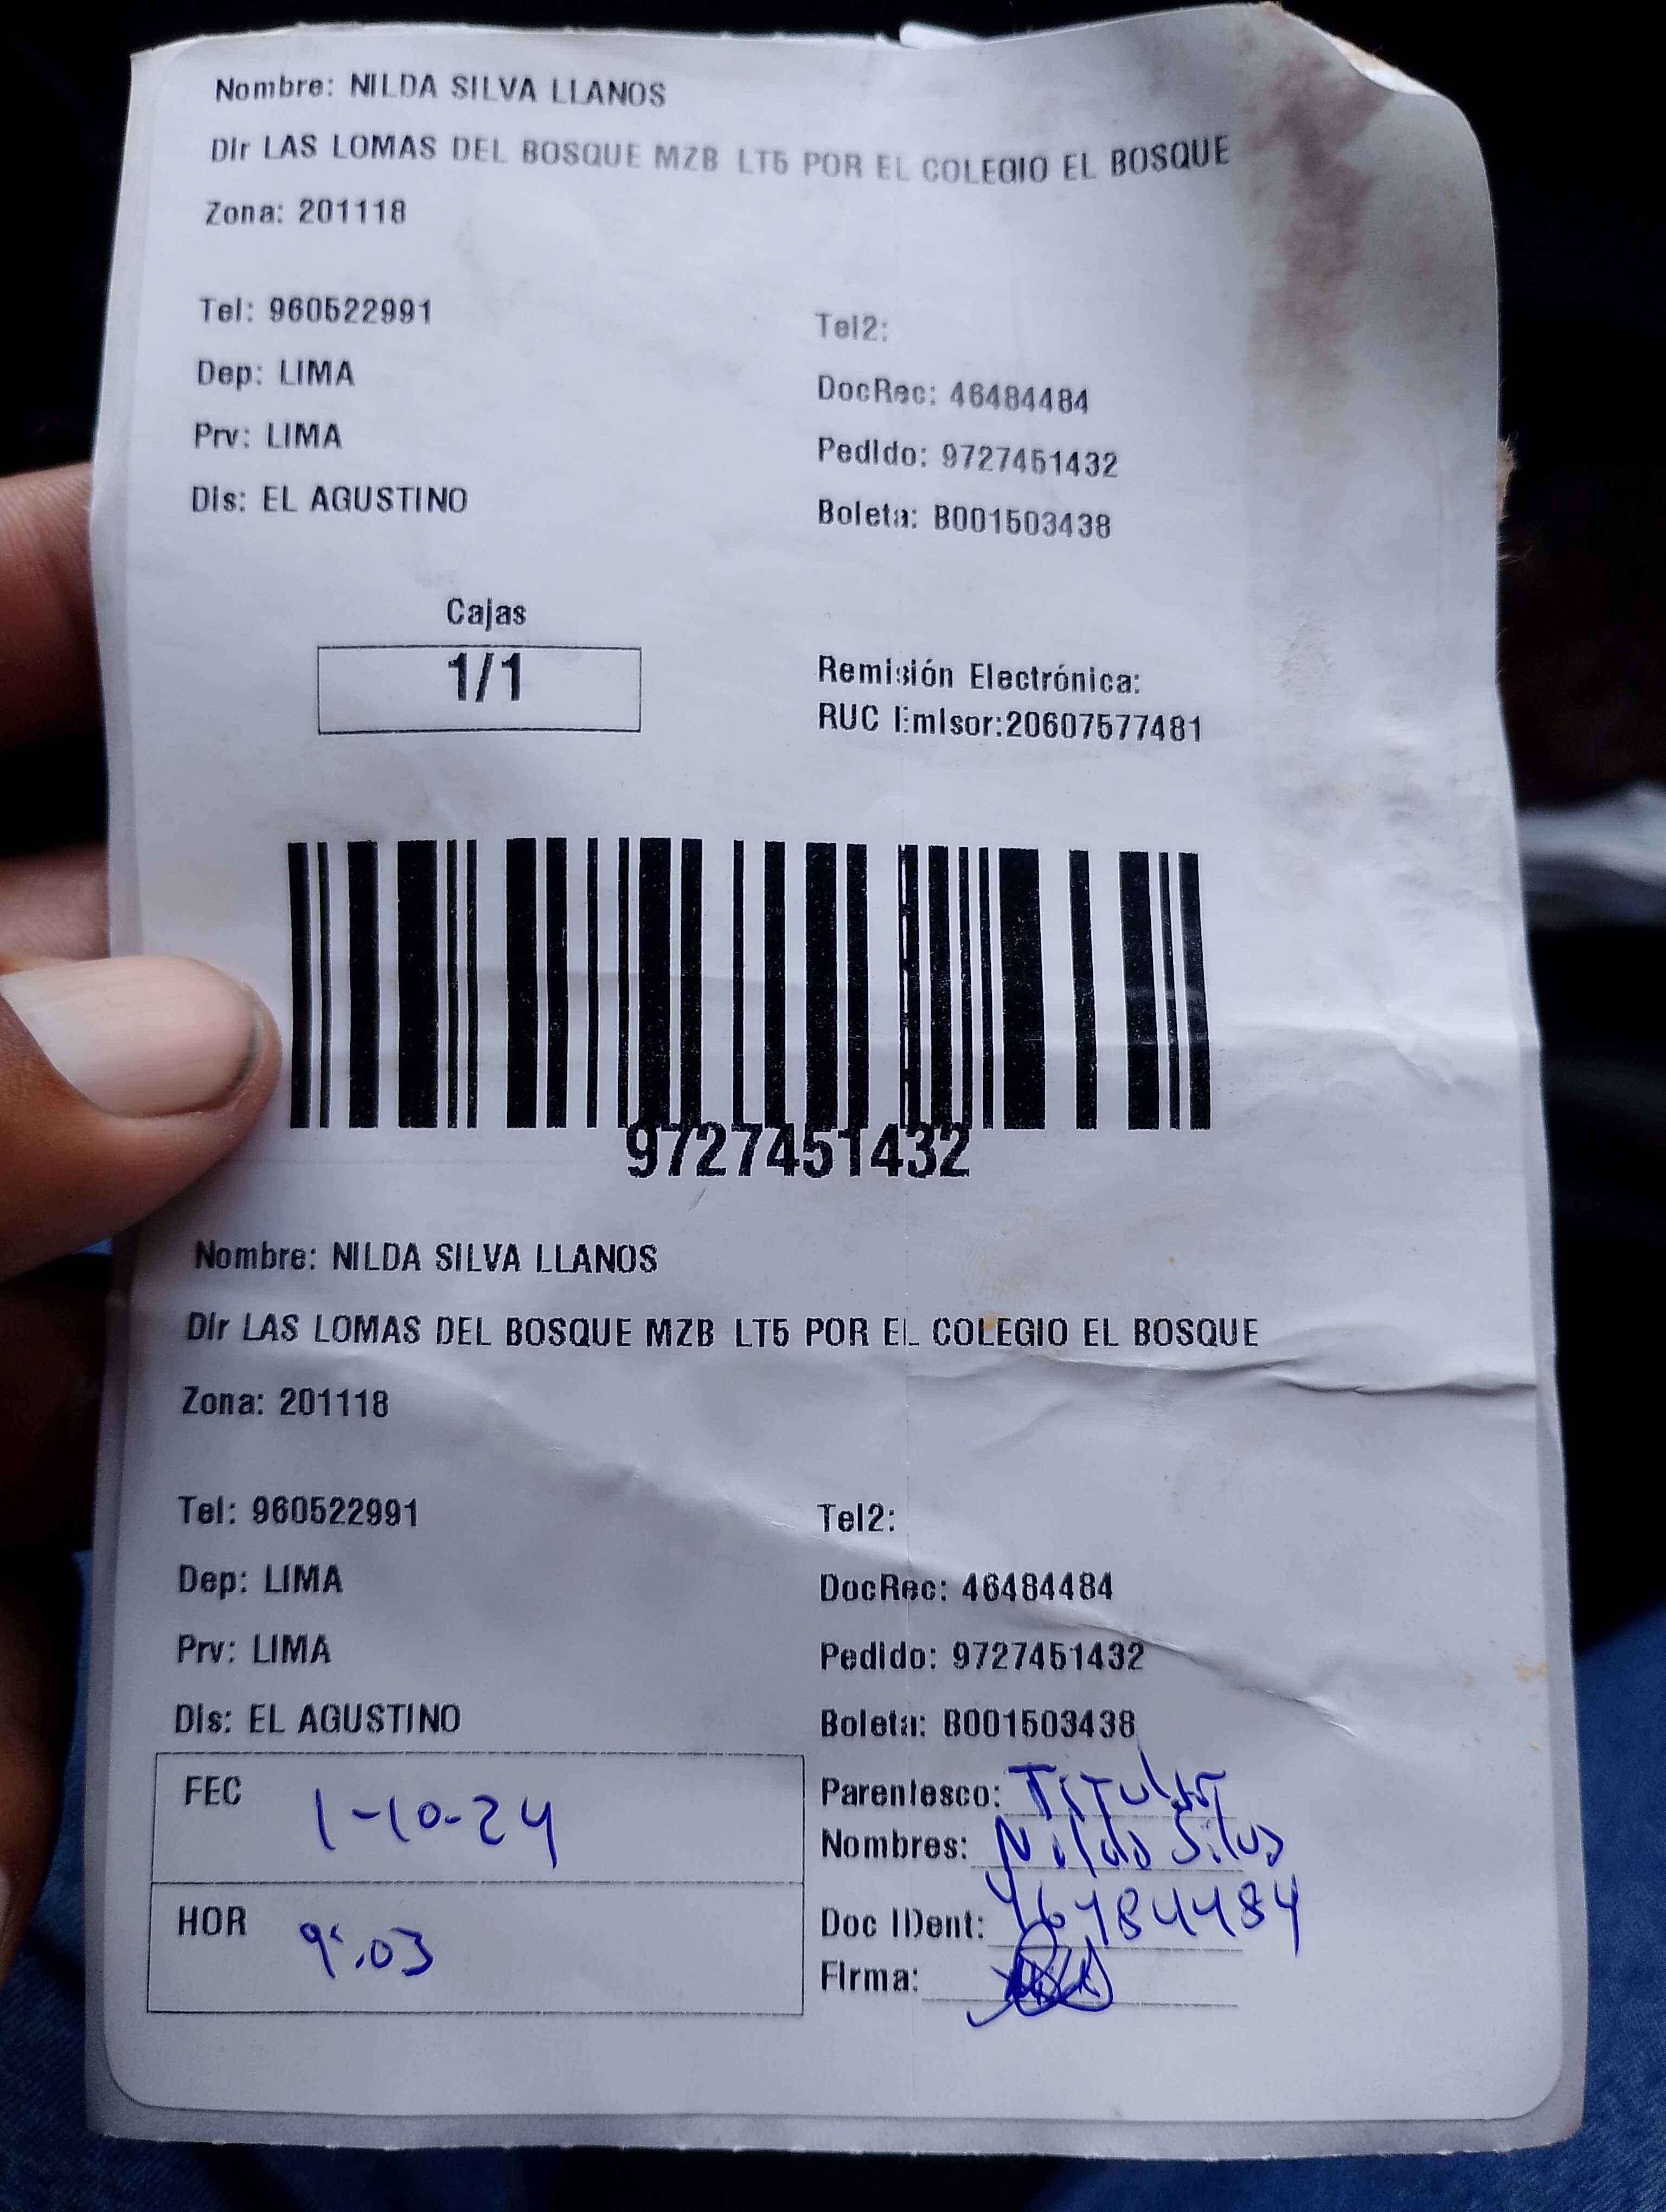 Nombre: NILDA SILVA LLANOS
Dir LAS LOMAS DEL BOSQUE MZB LT5 POR EL COLEGIO EL BOSQUE
Zona: 201118
Tel: 960522991
Tel2:
Dep: LIMA
DocRec: 46484484
Prv: LIMA
Pedido: 9727451432
Dis: EL AGUSTINO
Boleta: B001503438
Cajas
1/1
Remisión Electrónica:
RUC Emisor:20607577481
9727451432
Nombre: NILDA SILVA LLANOS
Dir LAS LOMAS DEL BOSQUE MZB LT5 POR EL COLEGIO EL BOSQUE
Zona: 201118
Tel: 960522991
Tel2:
Dep: LIMA
DocRec: 46484484
Prv: LIMA
Pedido: 9727451432
Dis: EL AGUSTINO
Boleta: B001503438
FEC 1-10-24
Parentesco: Titular
Nombres: Nilda Silva
HOR 9:03
Doc IDent: 46484484
Firma: